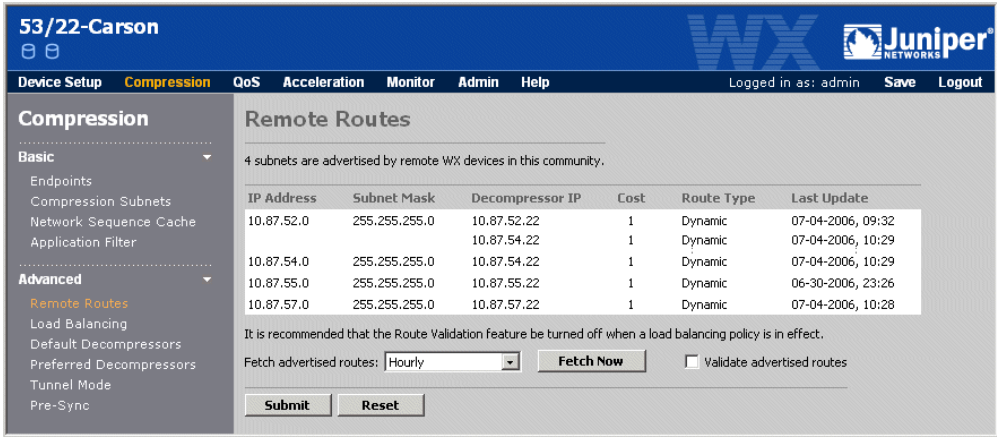 53/22-Carson
WX
Juniper®
NETWORKS
Device Setup Compression QoS Acceleration Monitor Admin Help Logged in as: admin Save Logout
Compression
Basic
Endpoints
Compression Subnets
Network Sequence Cache
Application Filter
Advanced
Remote Routes
Load Balancing
Default Decompressors
Preferred Decompressors
Tunnel Mode
Pre-Sync
Remote Routes
4 subnets are advertised by remote WX devices in this community.
IP Address Subnet Mask Decompressor IP Cost Route Type Last Update
10.87.52.0 255.255.255.0 10.87.52.22 1 Dynamic 07-04-2006, 09:32
10.87.54.22 1 Dynamic 07-04-2006, 10:29
10.87.54.0 255.255.255.0 10.87.54.22 1 Dynamic 07-04-2006, 10:29
10.87.55.0 255.255.255.0 10.87.55.22 1 Dynamic 06-30-2006, 23:26
10.87.57.0 255.255.255.0 10.87.57.22 1 Dynamic 07-04-2006, 10:28
It is recommended that the Route Validation feature be turned off when a load balancing policy is in effect.
Fetch advertised routes: Hourly Fetch Now Validate advertised routes
Submit Reset